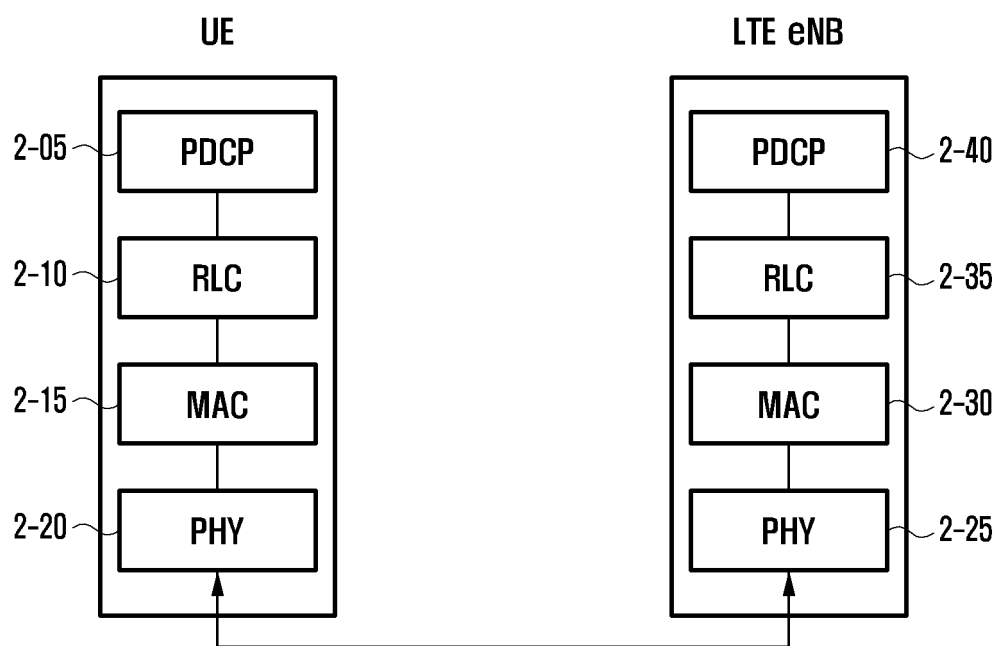 UE LTE eNB
2-05 PDCP PDCP 2-40
2-10 RLC RLC 2-35
2-15 MAC MAC 2-30
2-20 PHY PHY 2-25